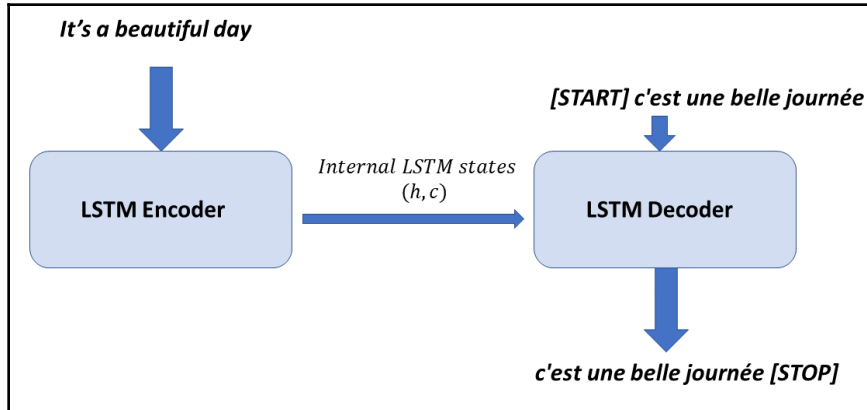 It’s a beautiful day
[START] c'est une belle journée
LSTM Encoder
Internal LSTM states
(h, c)
LSTM Decoder
c'est une belle journée [STOP]